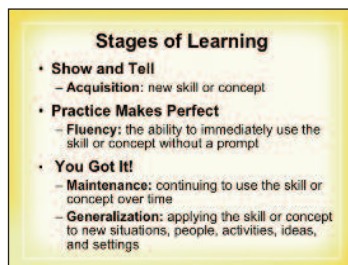 Stages of Learning
• Show and Tell
– Acquisition: new skill or concept
• Practice Makes Perfect
– Fluency: the ability to immediately use the
skill or concept without a prompt
• You Got It!
– Maintenance: continuing to use the skill or
concept over time
– Generalization: applying the skill or concept
to new situations, people, activities, ideas,
and settings